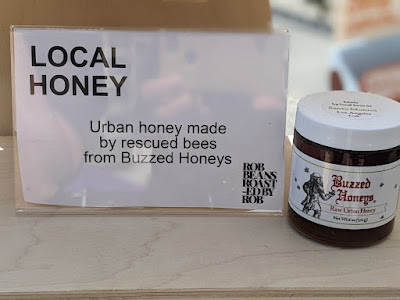 LOCAL
HONEY
Urban honey made
by rescued bees
from Buzzed Honeys
ROB
BEANS
ROAST
-ED BY
ROB
Buzzed
Honeys
Raw Urban Honey